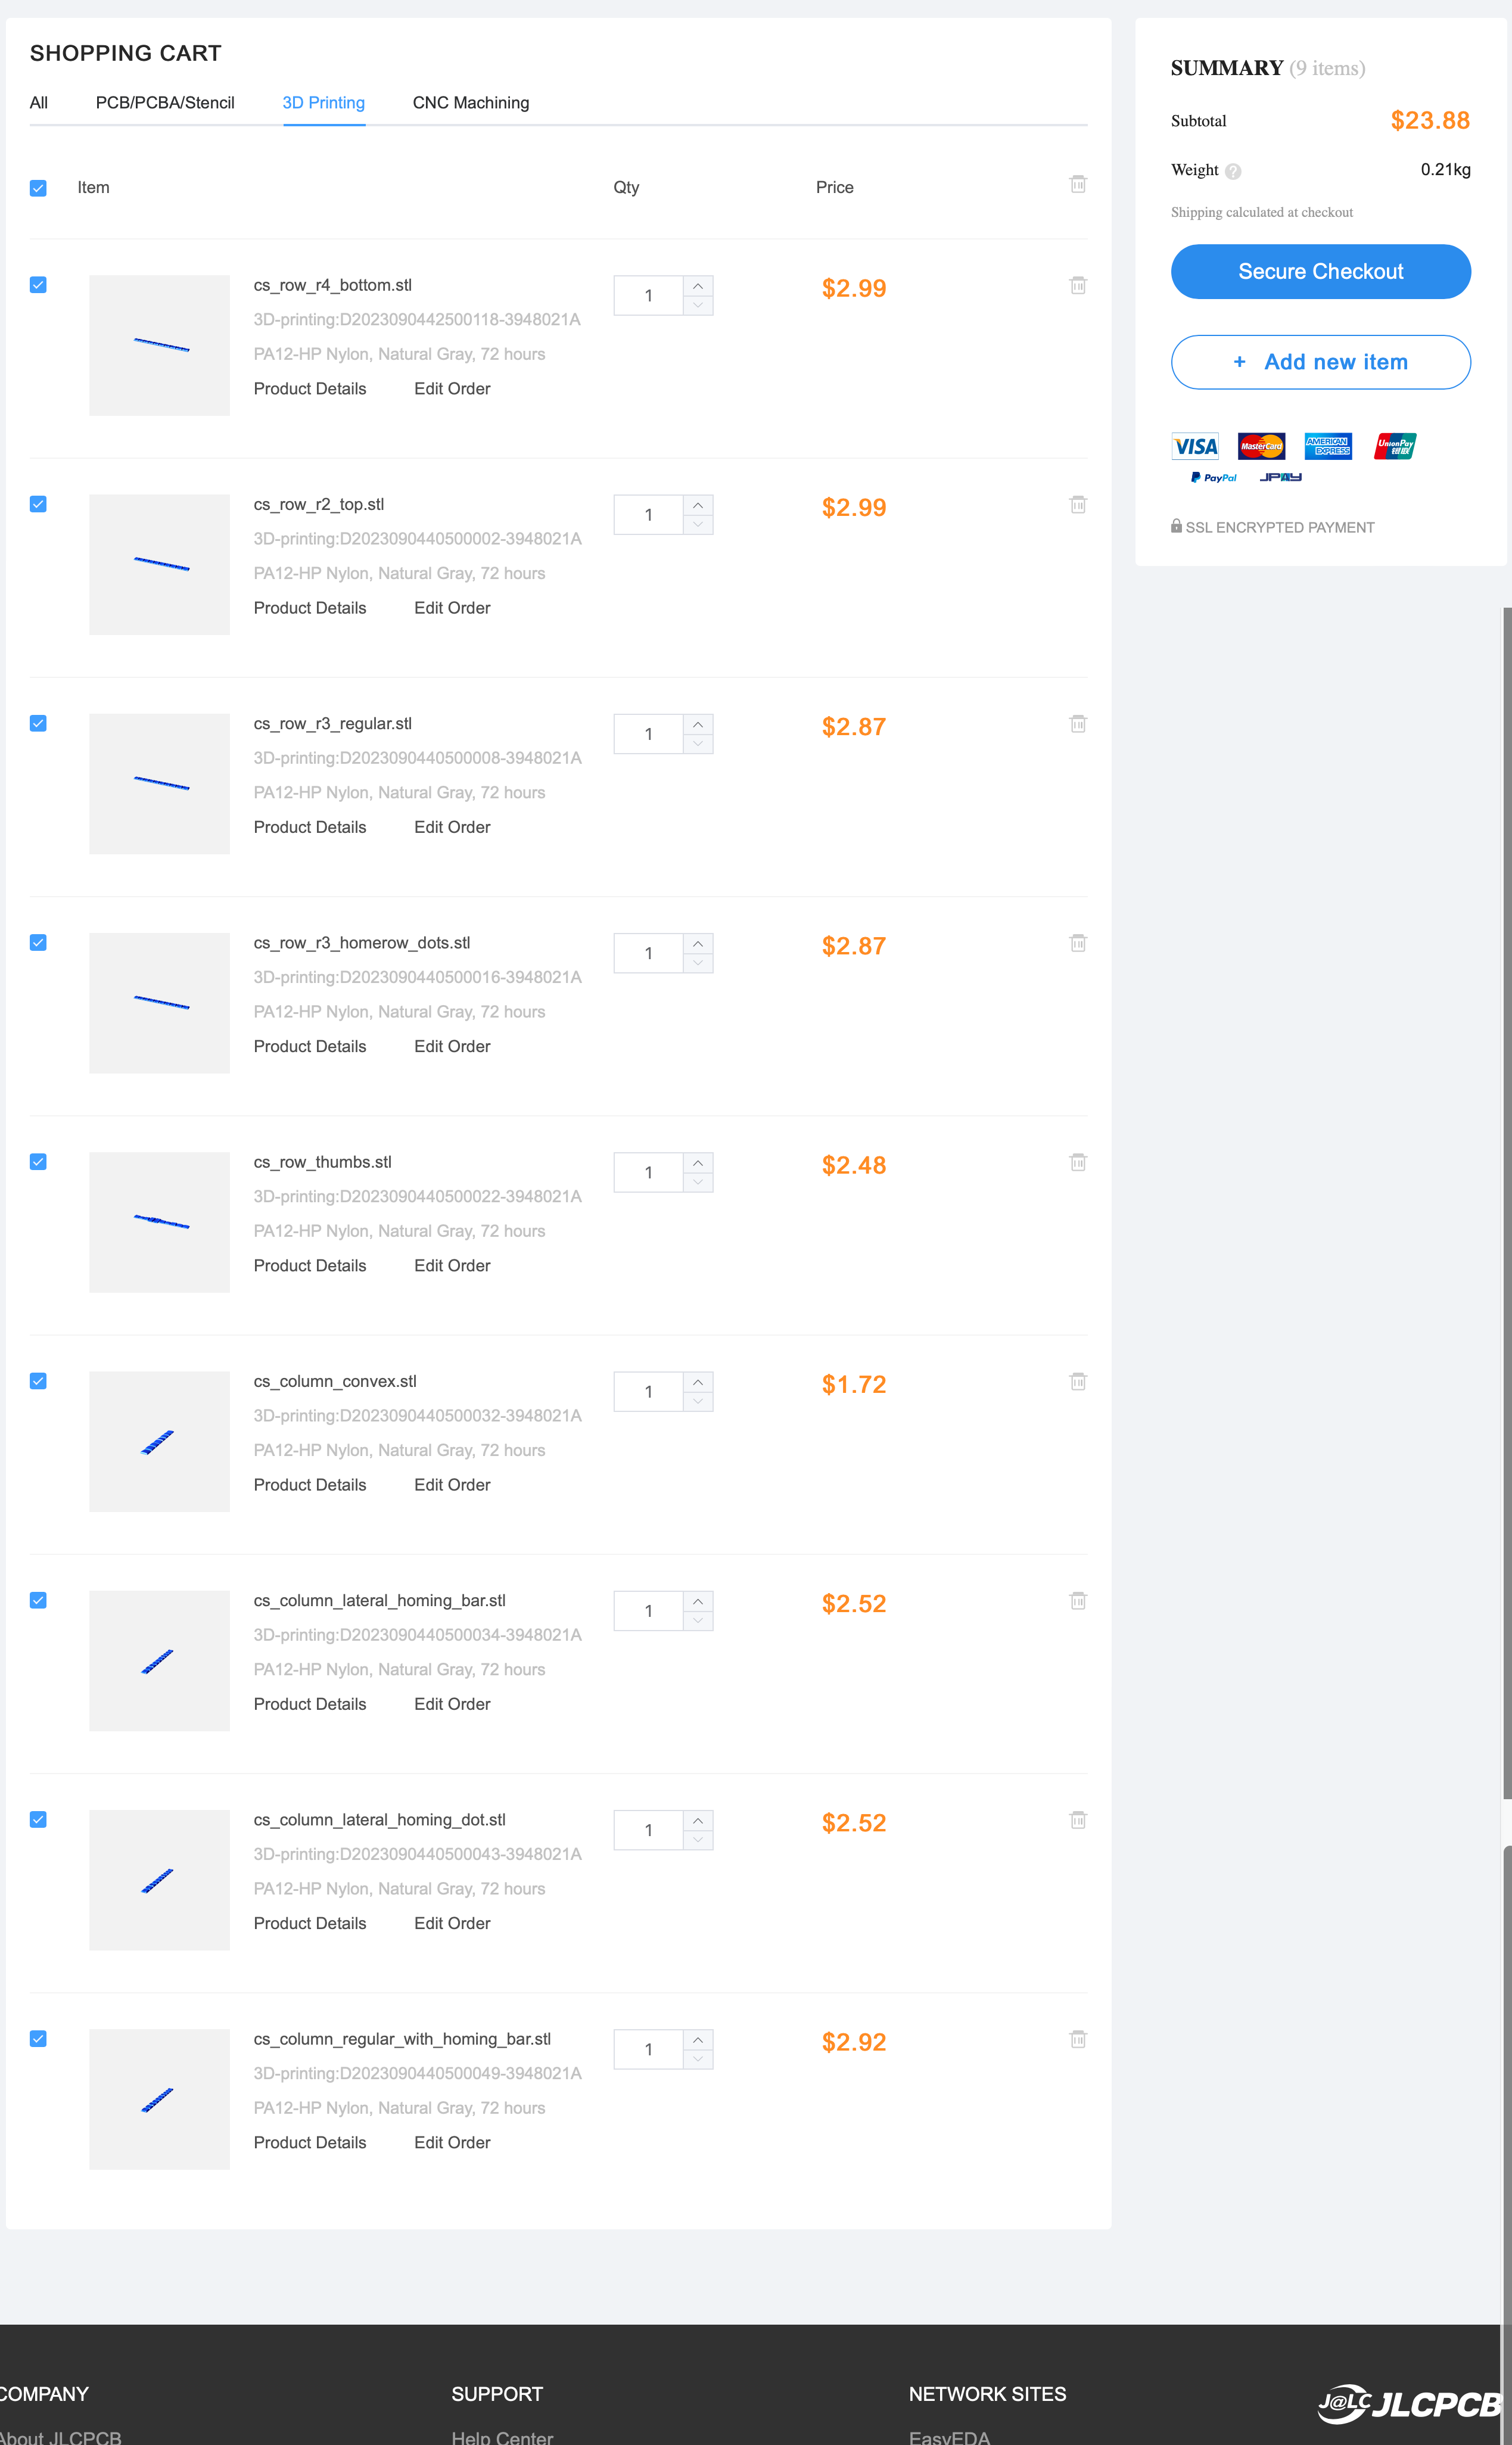 SHOPPING CART
All PCB/PCBA/Stencil 3D Printing CNC Machining
Item Qty Price
cs_row_r4_bottom.stl 1 $2.99
3D-printing:D2023090442500118-3948021A
PA12-HP Nylon, Natural Gray, 72 hours
Product Details Edit Order
cs_row_r2_top.stl 1 $2.99
3D-printing:D2023090440500002-3948021A
PA12-HP Nylon, Natural Gray, 72 hours
Product Details Edit Order
cs_row_r3_regular.stl 1 $2.87
3D-printing:D2023090440500008-3948021A
PA12-HP Nylon, Natural Gray, 72 hours
Product Details Edit Order
cs_row_r3_homerow_dots.stl 1 $2.87
3D-printing:D2023090440500016-3948021A
PA12-HP Nylon, Natural Gray, 72 hours
Product Details Edit Order
cs_row_thumbs.stl 1 $2.48
3D-printing:D2023090440500022-3948021A
PA12-HP Nylon, Natural Gray, 72 hours
Product Details Edit Order
cs_column_convex.stl 1 $1.72
3D-printing:D2023090440500032-3948021A
PA12-HP Nylon, Natural Gray, 72 hours
Product Details Edit Order
cs_column_lateral_homing_bar.stl 1 $2.52
3D-printing:D2023090440500034-3948021A
PA12-HP Nylon, Natural Gray, 72 hours
Product Details Edit Order
cs_column_lateral_homing_dot.stl 1 $2.52
3D-printing:D2023090440500043-3948021A
PA12-HP Nylon, Natural Gray, 72 hours
Product Details Edit Order
cs_column_regular_with_homing_bar.stl 1 $2.92
3D-printing:D2023090440500049-3948021A
PA12-HP Nylon, Natural Gray, 72 hours
Product Details Edit Order
SUMMARY (9 items)
Subtotal $23.88
Weight ? 0.21kg
Shipping calculated at checkout
Secure Checkout
+ Add new item
VISA MasterCard AMERICAN EXPRESS UnionPay 银联
PayPal JPAY
SSL ENCRYPTED PAYMENT
COMPANY SUPPORT NETWORK SITES J@LC JLCPCB
About JLCPCB Help Center EasyEDA